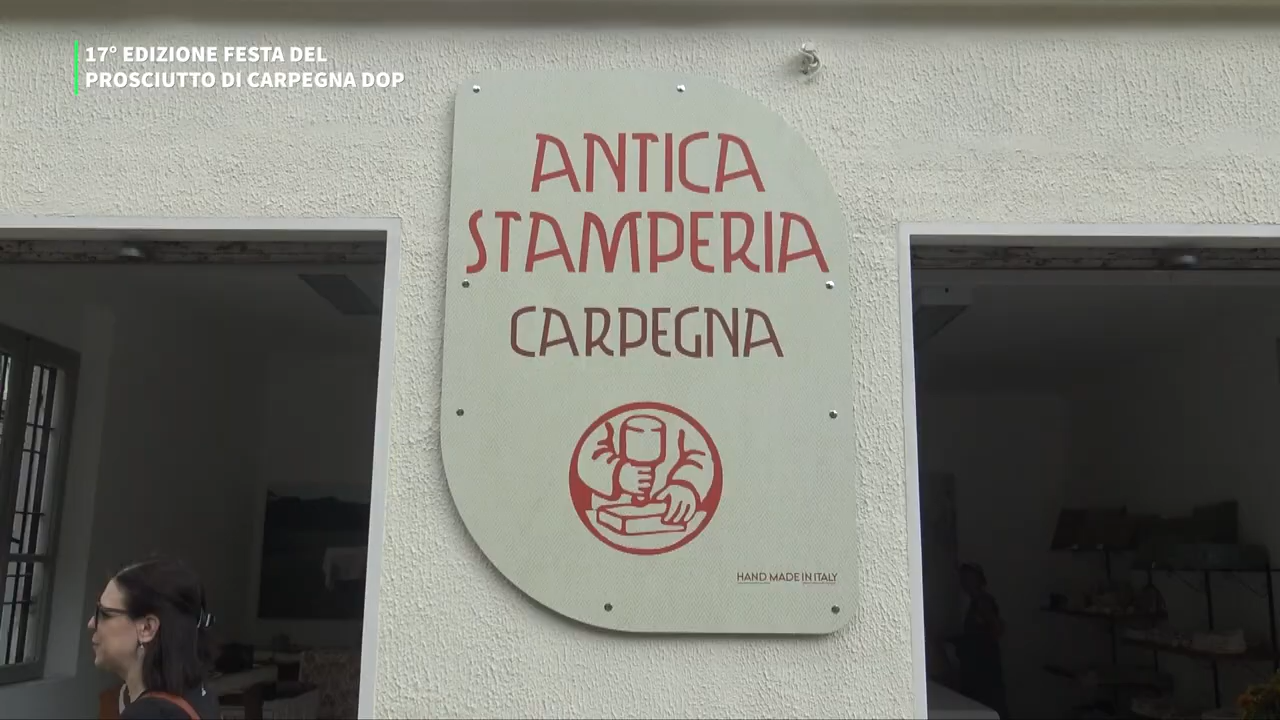 17° EDIZIONE FESTA DEL
PROSCIUTTO DI CARPEGNA DOP
ANTICA
STAMPERIA
CARPEGNA
HAND MADE IN ITALY